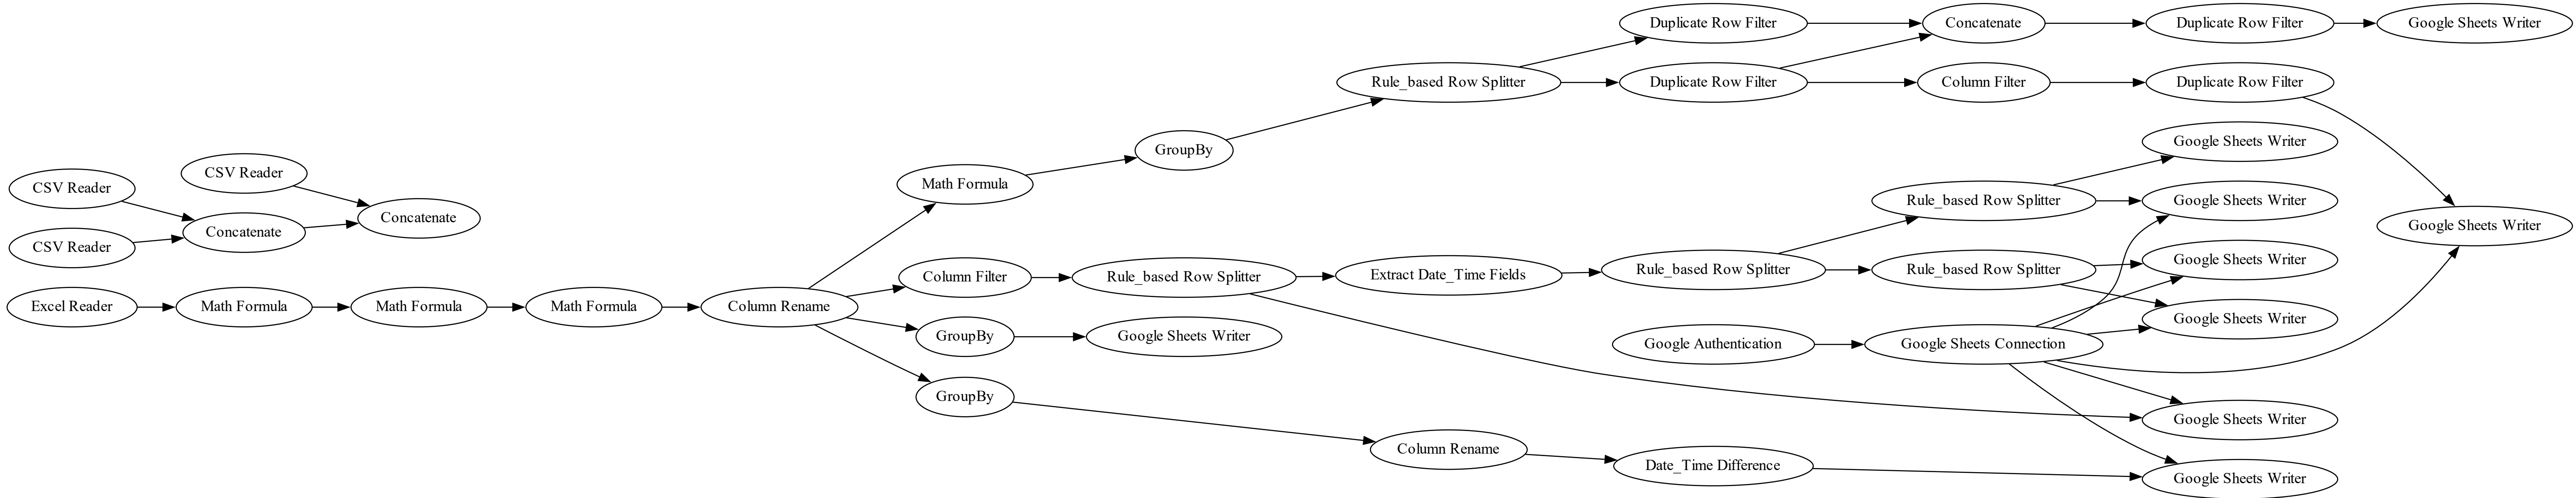 Duplicate Row Filter
Concatenate
Duplicate Row Filter
Google Sheets Writer
Rule_based Row Splitter
Duplicate Row Filter
Column Filter
Duplicate Row Filter
GroupBy
Google Sheets Writer
CSV Reader
CSV Reader
Math Formula
Rule_based Row Splitter
Google Sheets Writer
Concatenate
CSV Reader
Concatenate
Google Sheets Writer
Column Filter
Rule_based Row Splitter
Extract Date_Time Fields
Rule_based Row Splitter
Rule_based Row Splitter
Google Sheets Writer
Excel Reader
Math Formula
Math Formula
Math Formula
Column Rename
Google Sheets Writer
GroupBy
Google Sheets Writer
Google Authentication
Google Sheets Connection
GroupBy
Google Sheets Writer
Column Rename
Date_Time Difference
Google Sheets Writer